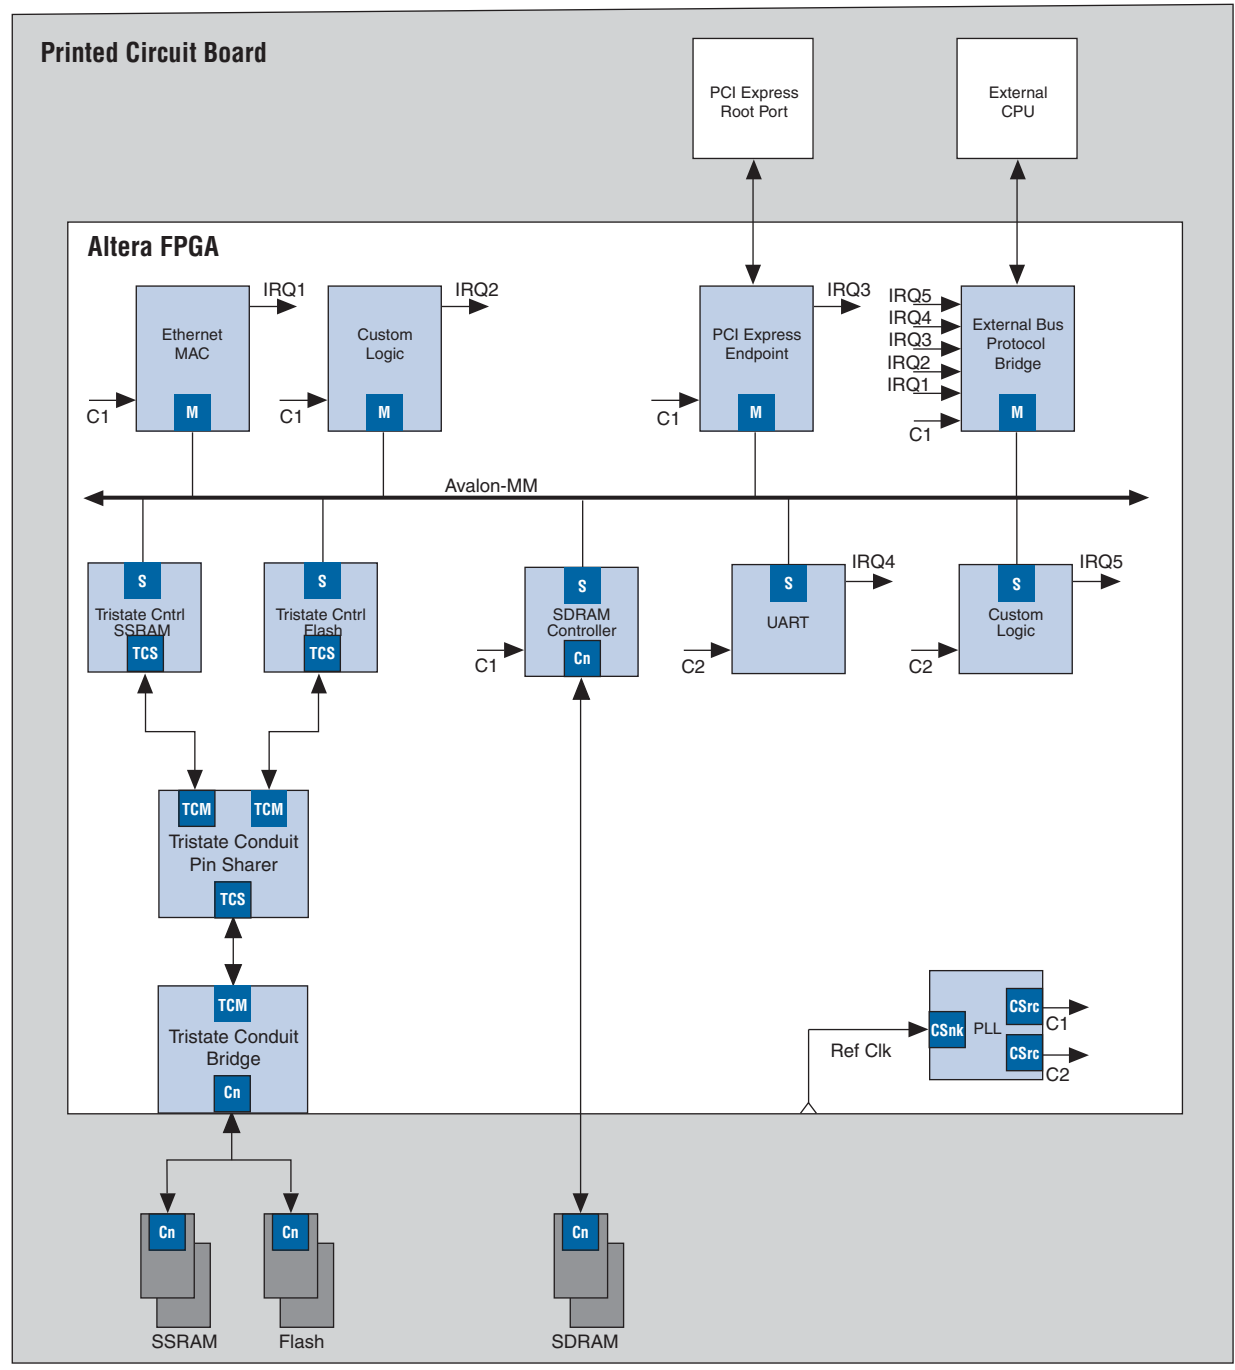 Printed Circuit Board
PCI Express
Root Port
External
CPU
Altera FPGA
IRQ1
Ethernet
MAC
C1
M
IRQ2
Custom
Logic
C1
M
IRQ3
PCI Express
Endpoint
C1
M
IRQ5
IRQ4
IRQ3
IRQ2
IRQ1
C1
External Bus
Protocol
Bridge
M
Avalon-MM
S
Tristate Cntrl
SSRAM
TCS
S
Tristate Cntrl
Flash
TCS
S
SDRAM
Controller
C1
Cn
S
IRQ4
UART
C2
S
IRQ5
Custom
Logic
C2
TCM
TCM
Tristate Conduit
Pin Sharer
TCS
TCM
Tristate Conduit
Bridge
Cn
Ref Clk
CSnk
PLL
CSrc
C1
CSrc
C2
Cn
SSRAM
Cn
Flash
Cn
SDRAM